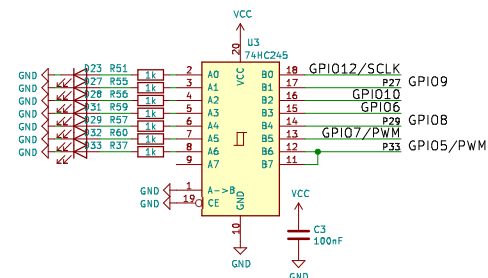 VCC
U3
74HC245
20
VCC
D23 R51 1k 2 A0 B0 18 GPIO12/SCLK
GND D27 R55 1k 3 A1 B1 17 P27 GPIO9
GND D28 R56 1k 4 A2 B2 16 GPIO10
GND D31 R59 1k 5 A3 B3 15 GPIO6
GND D29 R57 1k 6 A4 B4 14 P29 GPIO8
GND D32 R60 1k 7 A5 B5 13 GPIO7/PWM
GND D33 R37 1k 8 A6 B6 12 P33 GPIO5/PWM
GND 9 A7 B7 11
GND 1 A->B
GND 19 CE
GND
10
GND
VCC
C3
100nF
GND